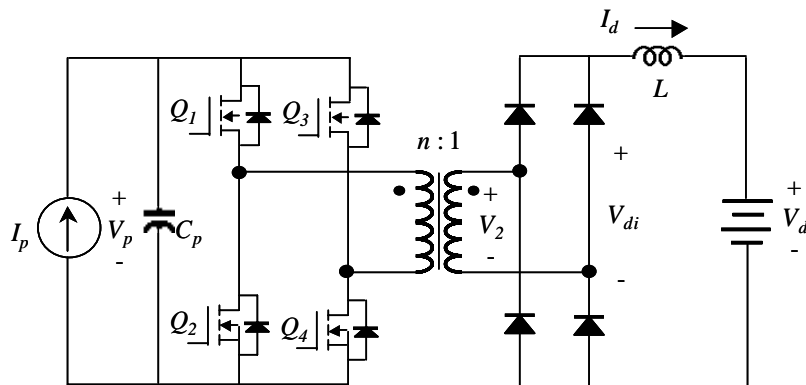 I_d
L
Q_1
Q_3
n : 1
+
V_p
-
I_p
C_p
+
V_2
-
+
V_di
-
+
V_d
-
Q_2
Q_4